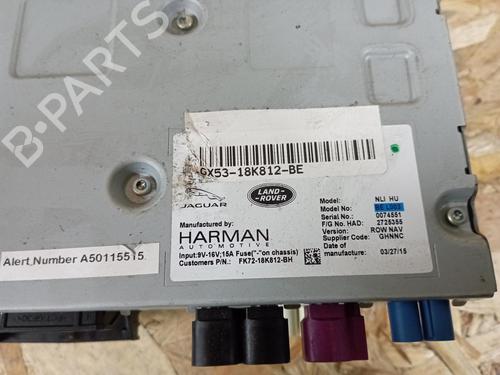 B-PARTS
GX53-18K812-BE
JAGUAR
LAND-ROVER
Manufactured by:
HARMAN
AUTOMOTIVE
Input:9V-16V;15A Fuse("-"on chassis)
Customers P/N.: FK72-18K812-BH
Model: NLI HU
Model No: BE L003
Serial No.: 0074551
F/G No. HAD: 2725355
Version: ROW NAV
Supplier Code: GHNNC
Date of
manufacture: 03/27/15
Alert Number A50115515